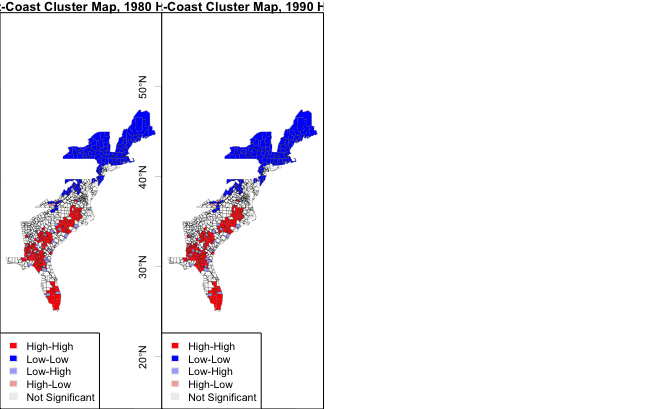 -Coast Cluster Map, 1980 H
-Coast Cluster Map, 1990 H
50°N
40°N
30°N
20°N
High-High
Low-Low
Low-High
High-Low
Not Significant
High-High
Low-Low
Low-High
High-Low
Not Significant